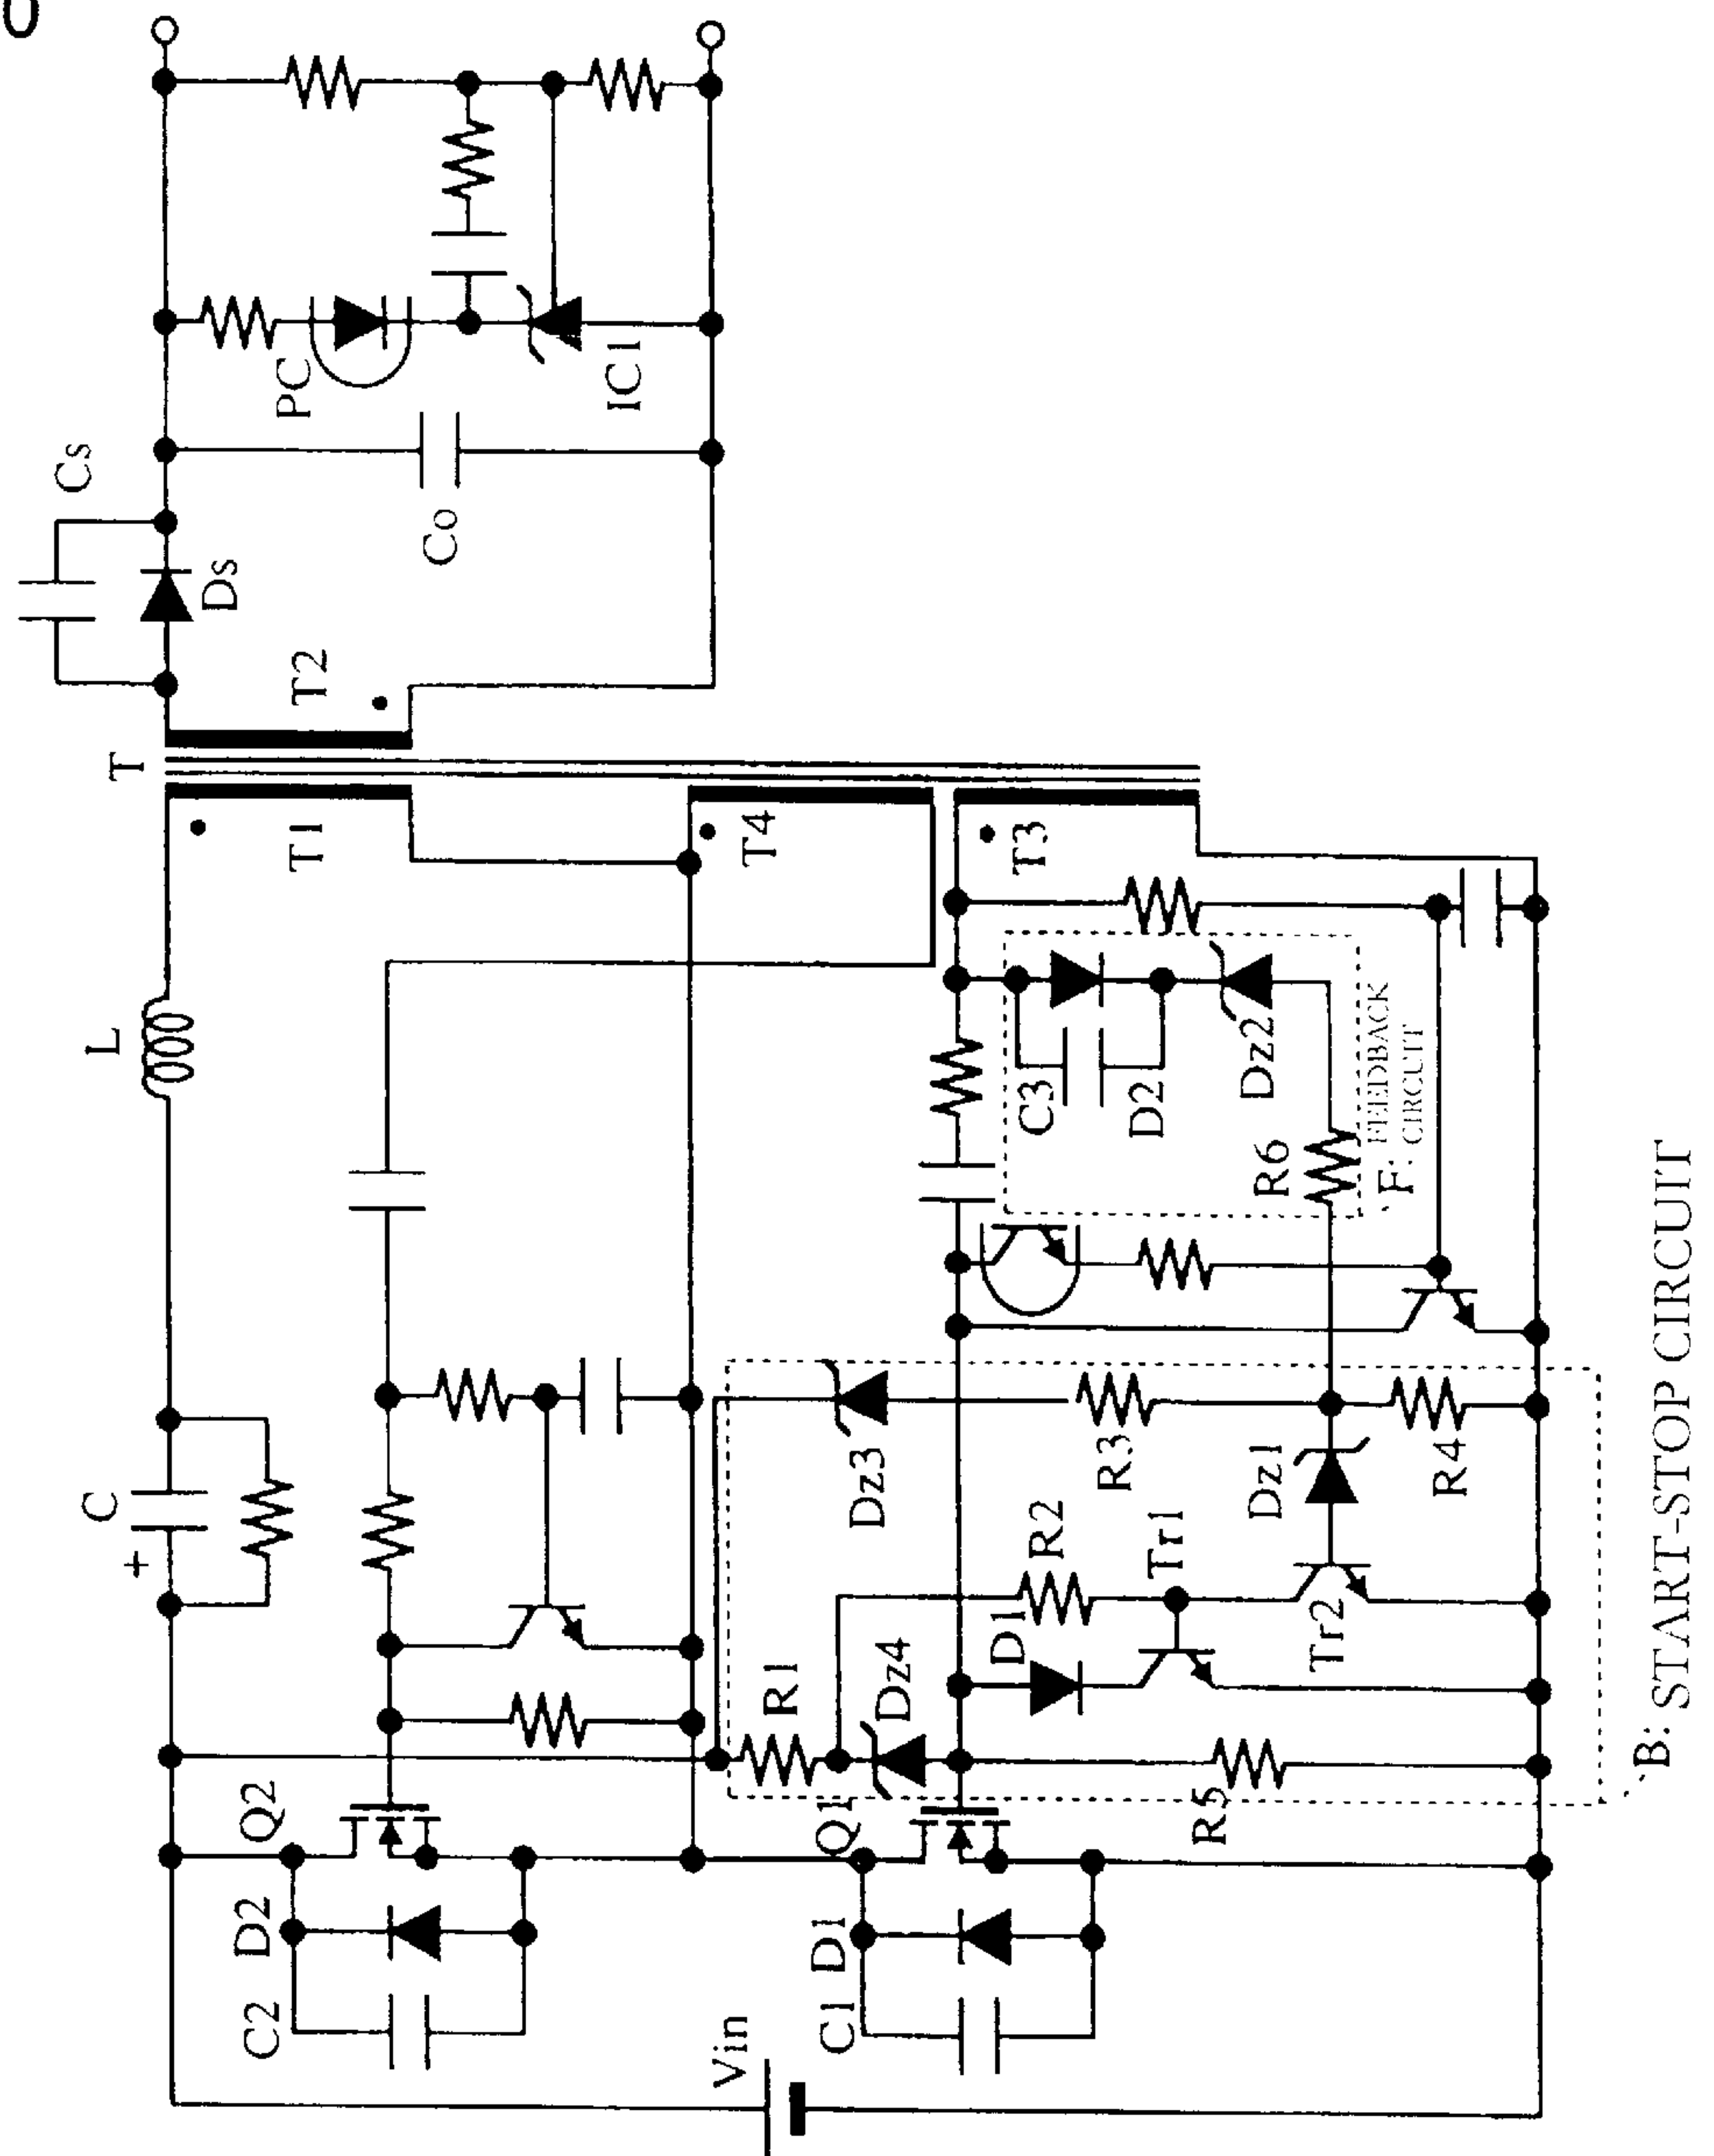 C
+
L
T
Cs
Ds
T1
T2
Co
PC
IC1
Q2
D2
C2
T4
Vin
R1
Dz3
Dz4
Q1
D1
C1
D1
R2
Tr1
R3
C3
D2
T3
Dz2
Dz1
R6
F: FEEDBACK
CIRCUIT
R5
Tr2
R4
B: START-STOP CIRCUIT